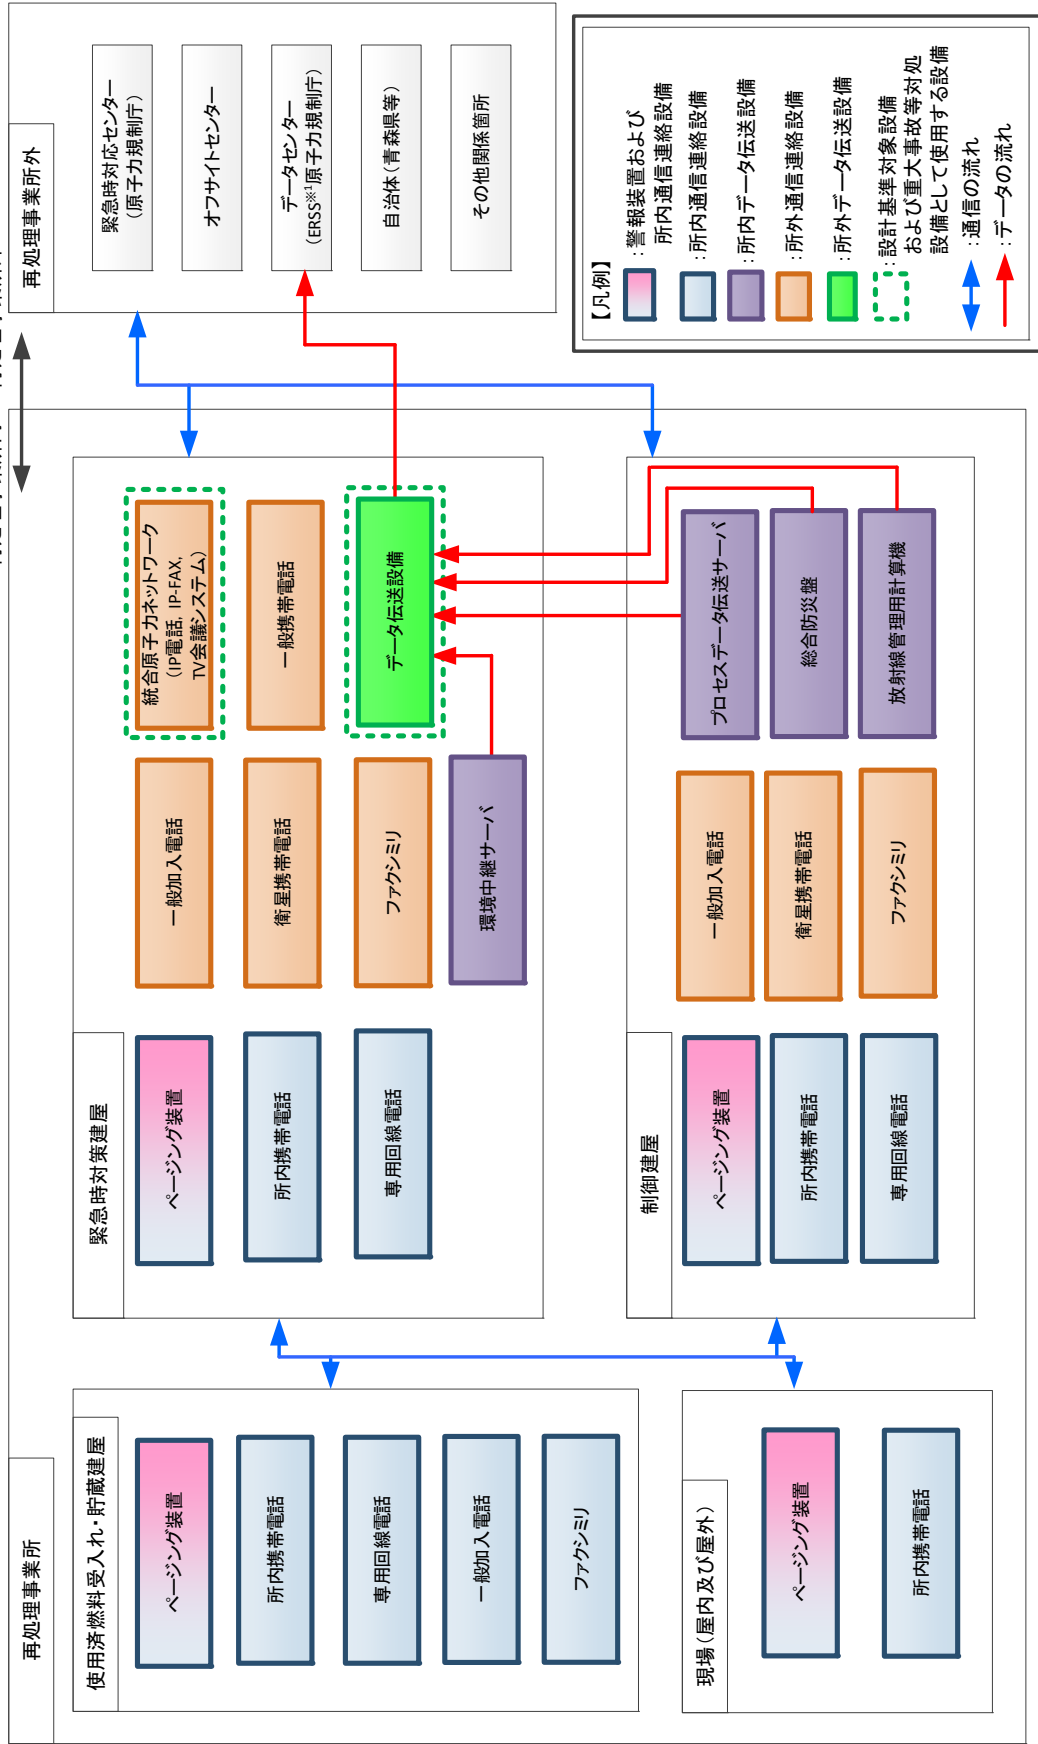 再処理事業所
使用済燃料受入れ・貯蔵建屋
ページング装置
所内携帯電話
専用回線電話
一般加入電話
ファクシミリ
現場（屋内及び屋外）
ページング装置
所内携帯電話
緊急時対策建屋
ページング装置
所内携帯電話
専用回線電話
一般加入電話
衛星携帯電話
ファクシミリ
環境中継サーバ
統合原子力ネットワーク
（IP電話, IP-FAX,
TV会議システム）
一般携帯電話
データ伝送設備
制御建屋
ページング装置
所内携帯電話
専用回線電話
一般加入電話
衛星携帯電話
ファクシミリ
プロセスデータ伝送サーバ
総合防災盤
放射線管理用計算機
再処理事業所外
緊急時対応センター
（原子力規制庁）
オフサイトセンター
データセンター
（ERSS※1原子力規制庁）
自治体（青森県等）
その他関係箇所
【凡例】
：警報装置および
所内通信連絡設備
：所内通信連絡設備
：所内データ伝送設備
：所外通信連絡設備
：所外データ伝送設備
：設計基準対象設備
および重大事故等対処
設備として使用する設備
：通信の流れ
：データの流れ